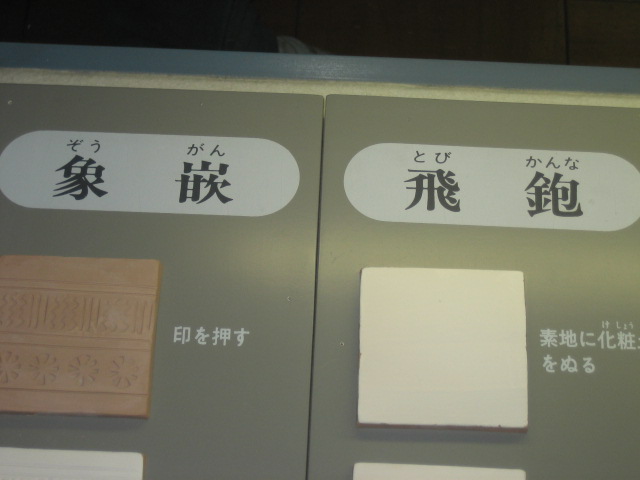 ぞう がん
象 嵌
印を押す
とび かんな
飛 鉋
けしょう
素地に化粧
をぬる